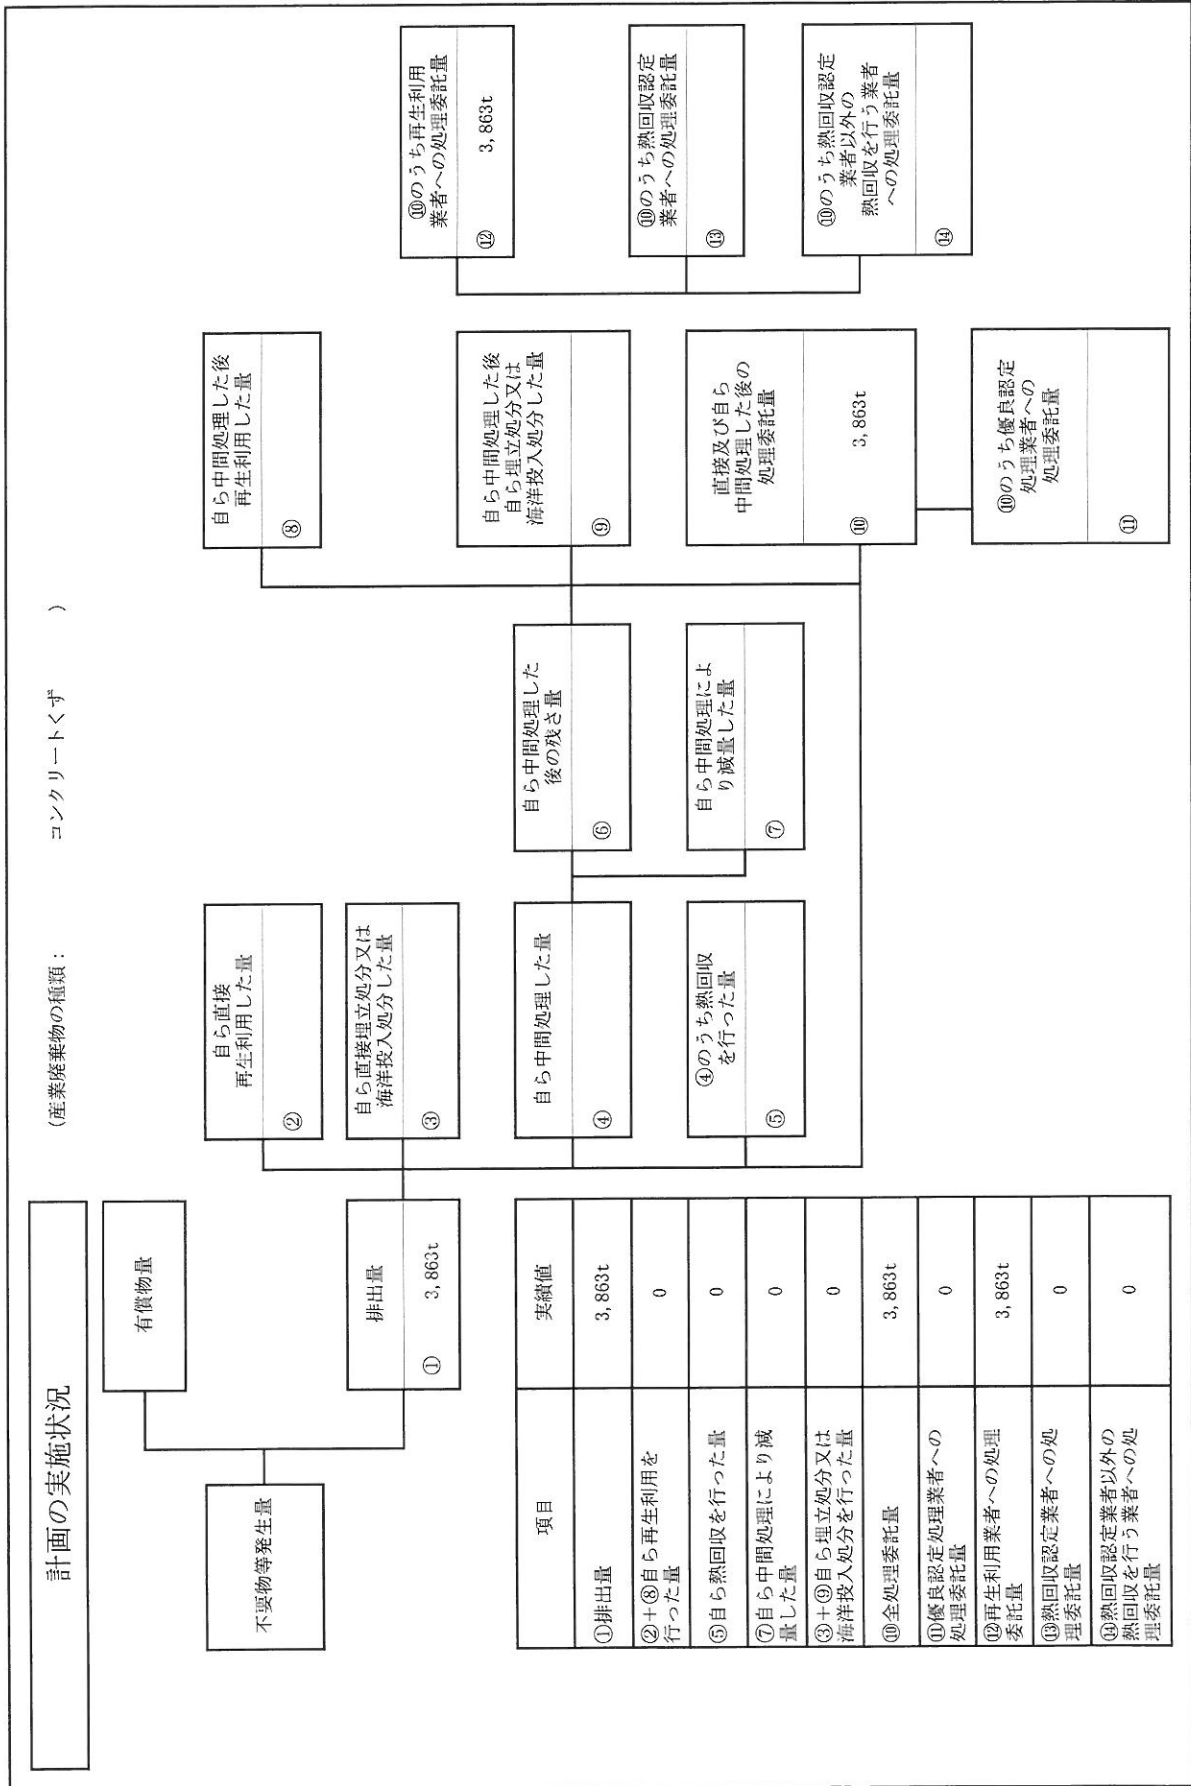 計画の実施状況
(産業廃棄物の種類： コンクリートくず )
不要物等発生量
有償物量
排出量
① 3,863t
自ら直接
再生利用した量
②
自ら直接埋立処分又は
海洋投入処分した量
③
自ら中間処理した量
④
④のうち熱回収
を行った量
⑤
自ら中間処理した
後の残さ量
⑥
自ら中間処理によ
り減量した量
⑦
自ら中間処理した後
再生利用した量
⑧
自ら中間処理した後
自ら埋立処分又は
海洋投入処分した量
⑨
直接及び自ら
中間処理した後の
処理委託量
⑩ 3,863t
⑩のうち優良認定
処理業者への
処理委託量
⑪
⑩のうち再生利用
業者への処理委託量
⑫ 3,863t
⑩のうち熱回収認定
業者への処理委託量
⑬
⑩のうち熱回収認定
業者以外の
熱回収を行う業者
への処理委託量
⑭
項目 実績値
①排出量 3,863t
②+⑧自ら再生利用を
行った量 0
⑤自ら熱回収を行った量 0
⑦自ら中間処理により減
量した量 0
③+⑨自ら埋立処分又は
海洋投入処分を行った量 0
⑩全処理委託量 3,863t
⑪優良認定処理業者への
処理委託量 0
⑫再生利用業者への処理
委託量 3,863t
⑬熱回収認定業者への処
理委託量 0
⑭熱回収認定業者以外の
熱回収を行う業者への処
理委託量 0